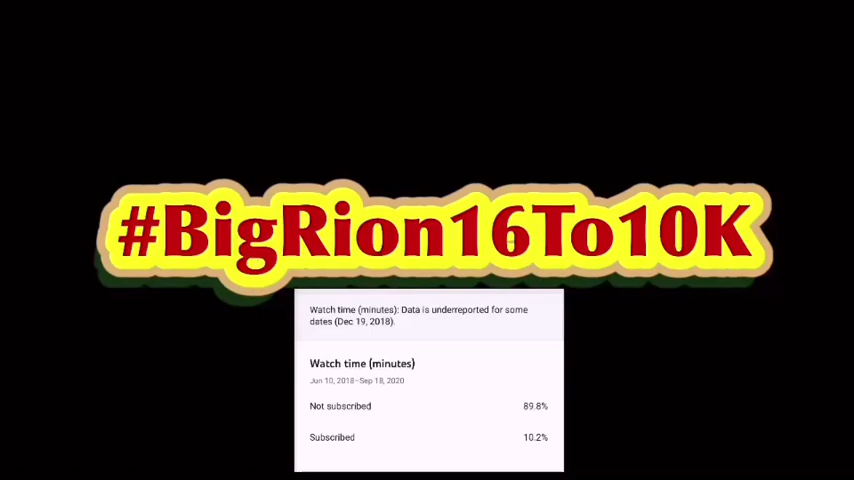 #BigRion16To10K
Watch time (minutes): Data is underreported for some
dates (Dec 19, 2018).
Watch time (minutes)
Jun 10, 2018–Sep 18, 2020
Not subscribed 89.8%
Subscribed 10.2%